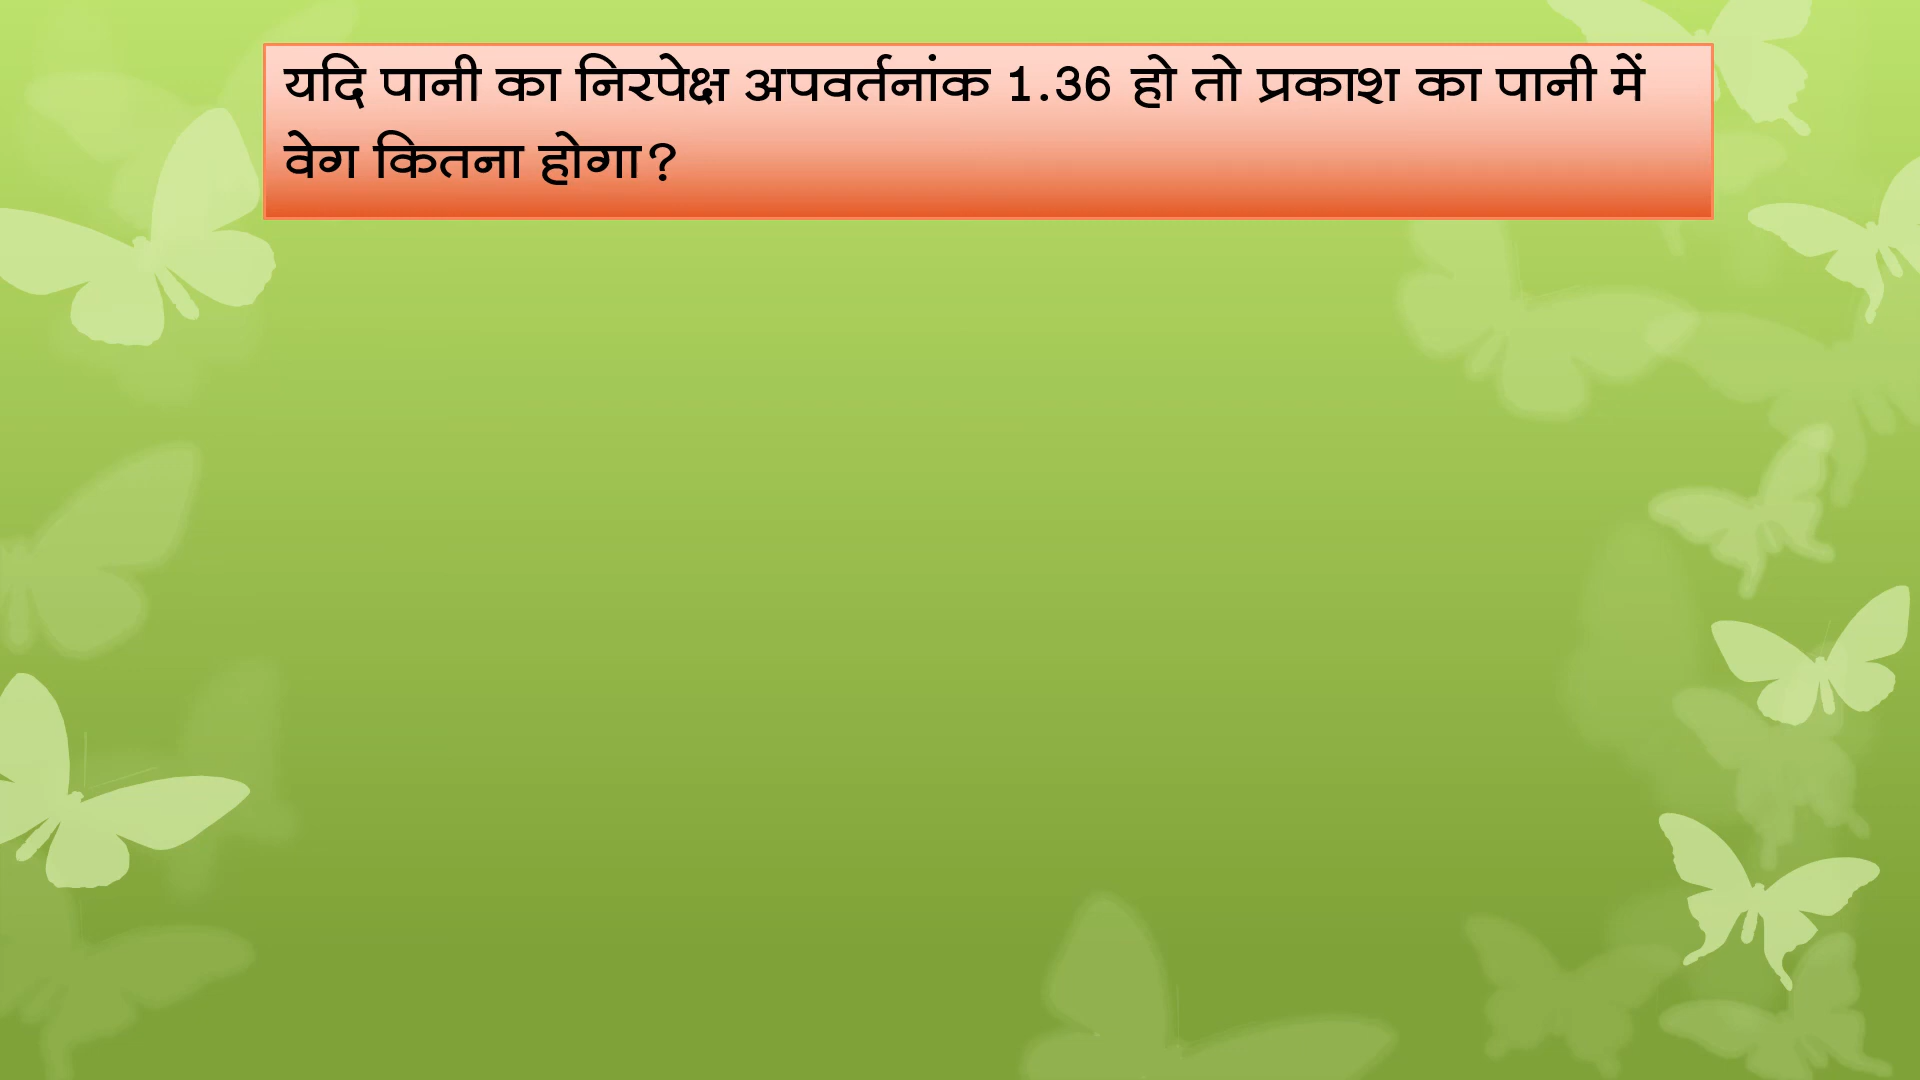 यदि पानी का निरपेक्ष अपवर्तनांक 1.36 हो तो प्रकाश का पानी में
वेग कितना होगा?